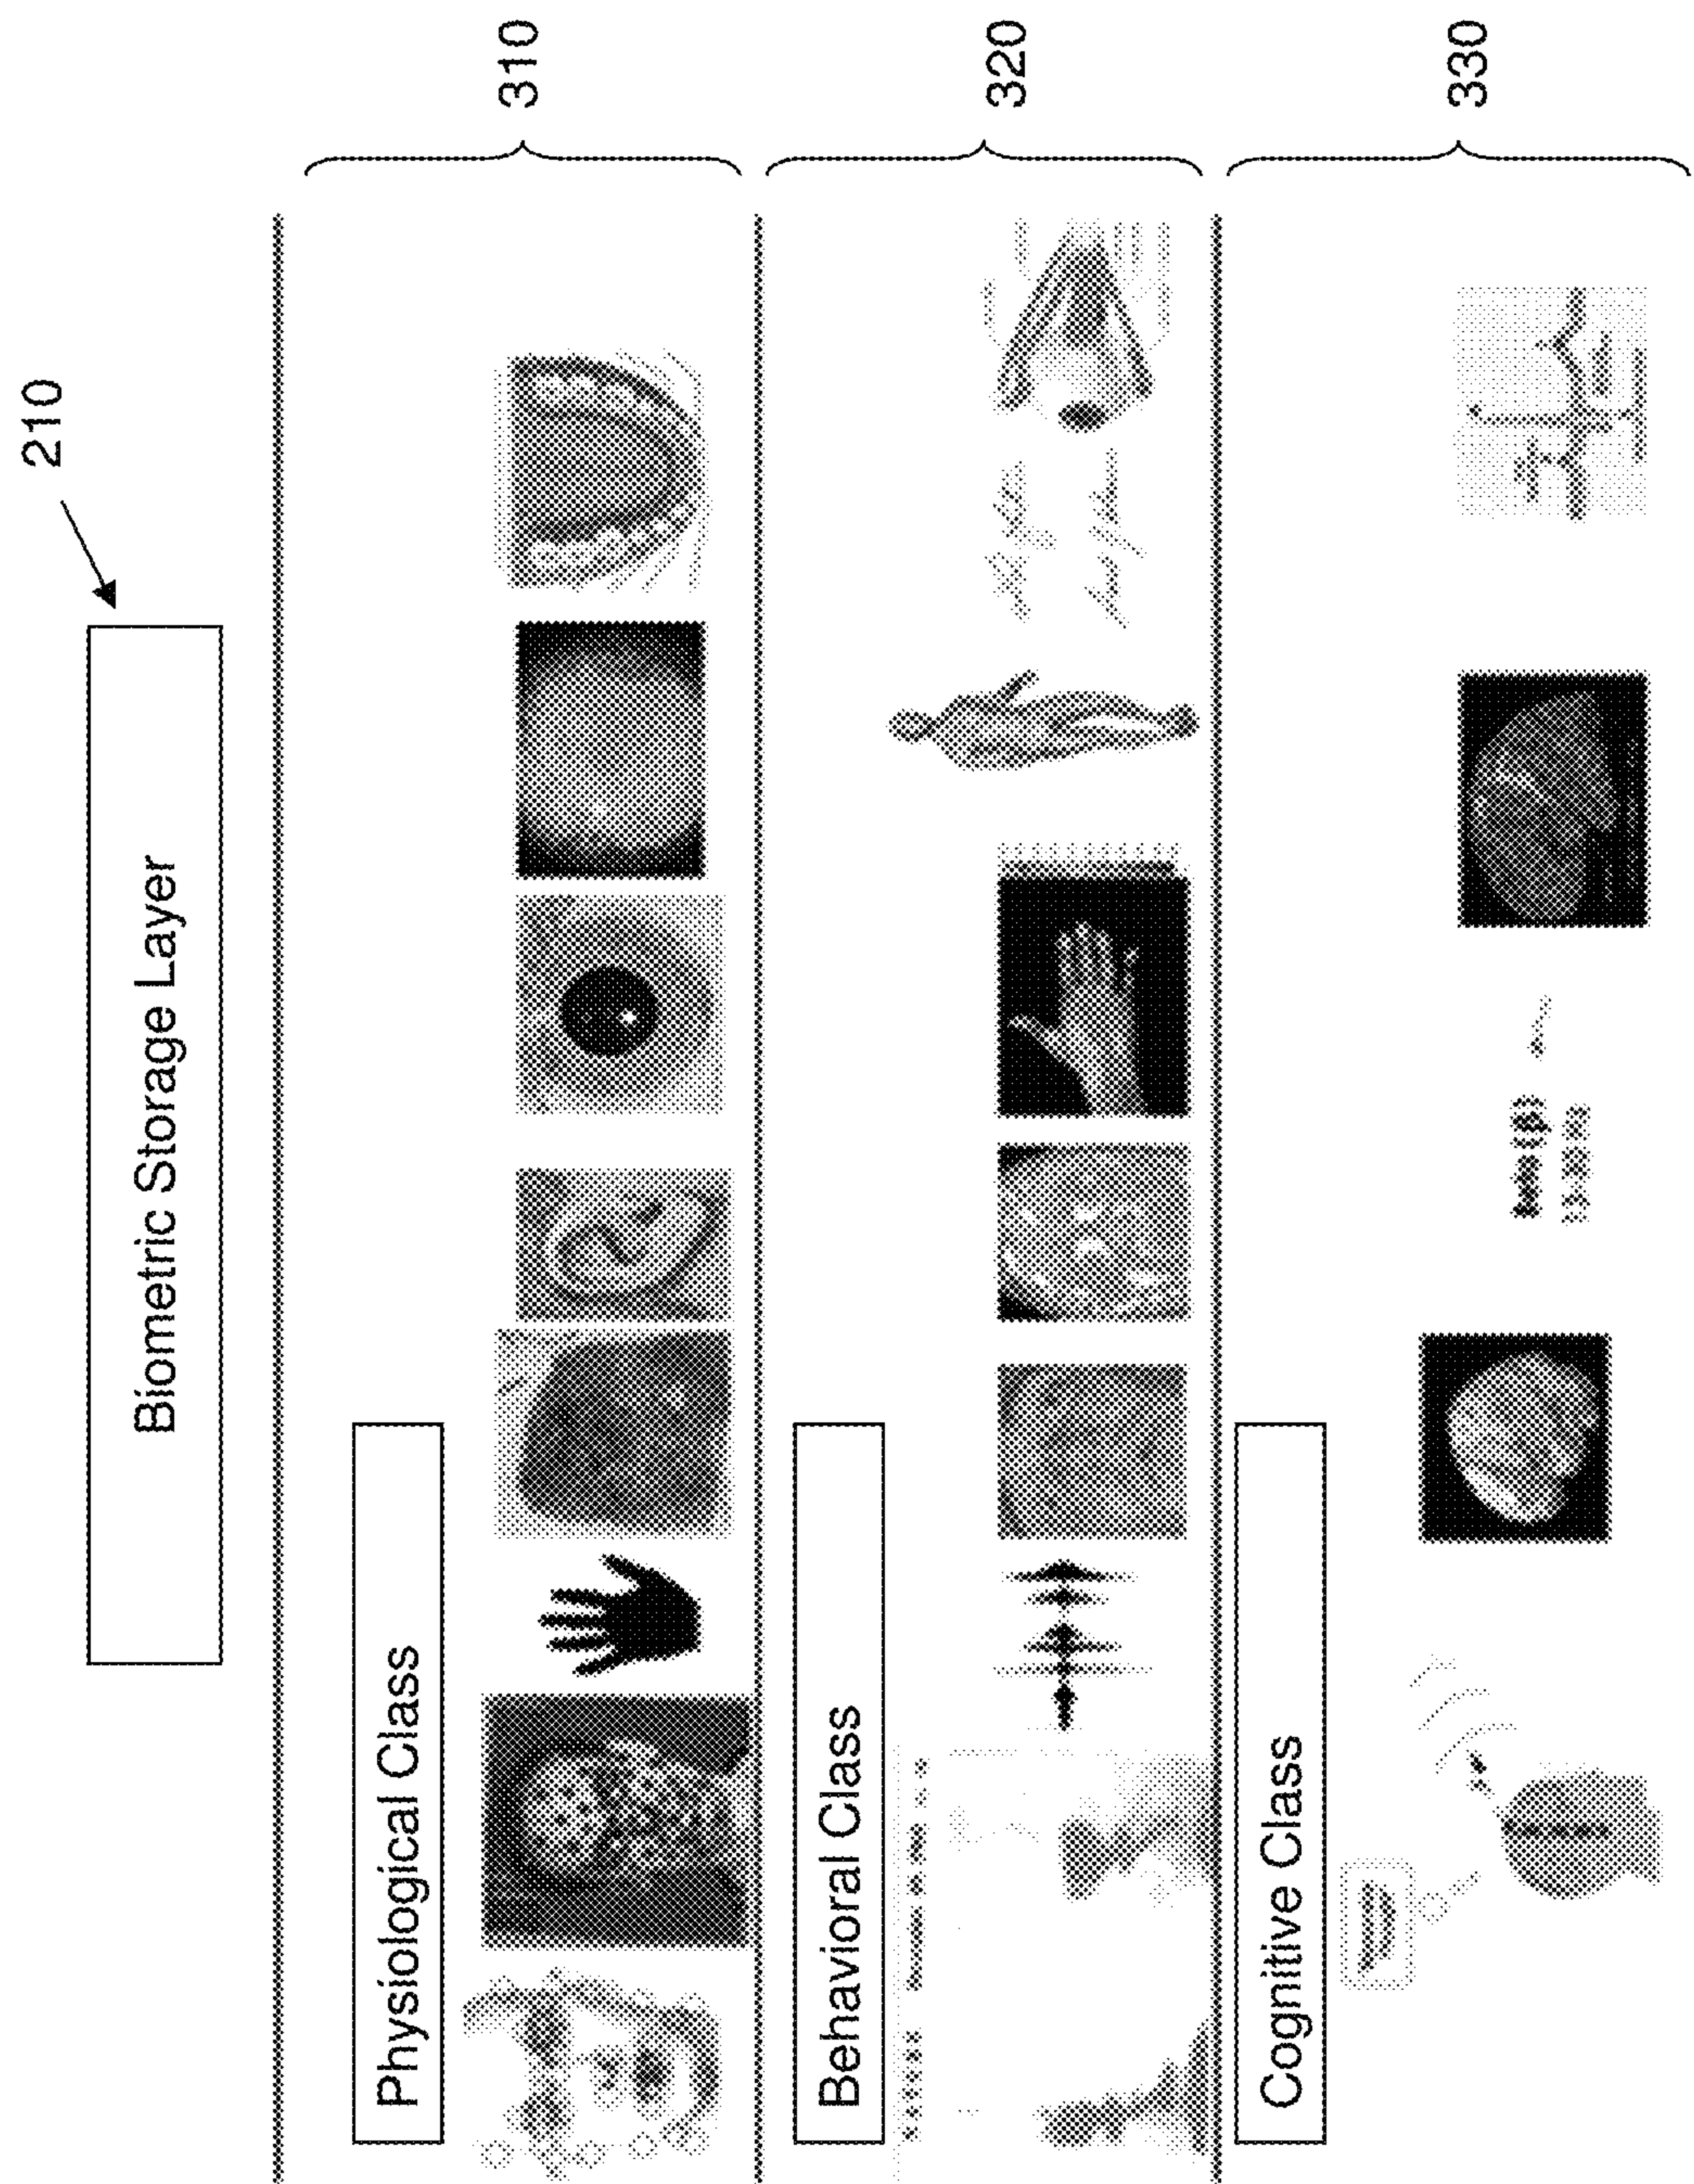 210
Biometric Storage Layer
Physiological Class
310
Behavioral Class
320
Cognitive Class
330